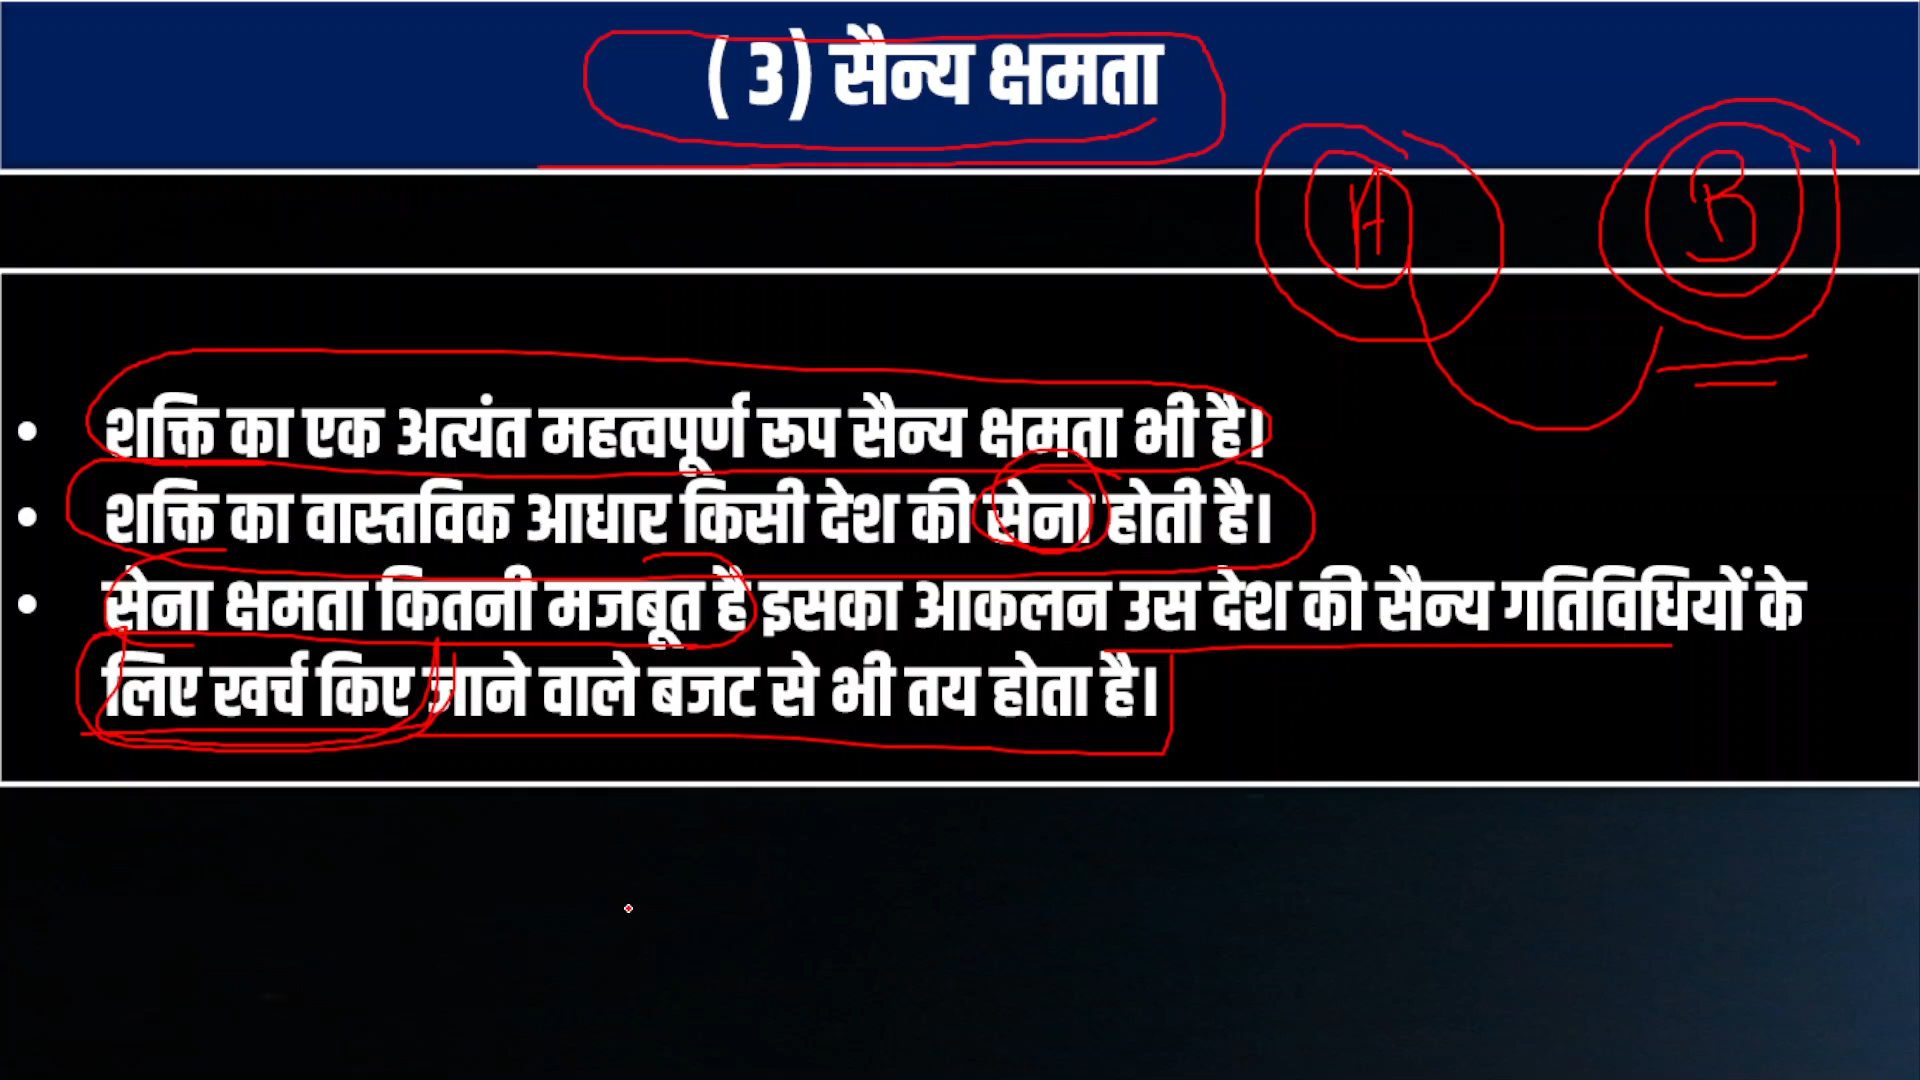 ( 3) सैन्य क्षमता
A B
• शक्ति का एक अत्यंत महत्वपूर्ण रूप सैन्य क्षमता भी है।
• शक्ति का वास्तविक आधार किसी देश की सेना होती है।
• सेना क्षमता कितनी मजबूत है इसका आकलन उस देश की सैन्य गतिविधियों के
लिए खर्च किए जाने वाले बजट से भी तय होता है।